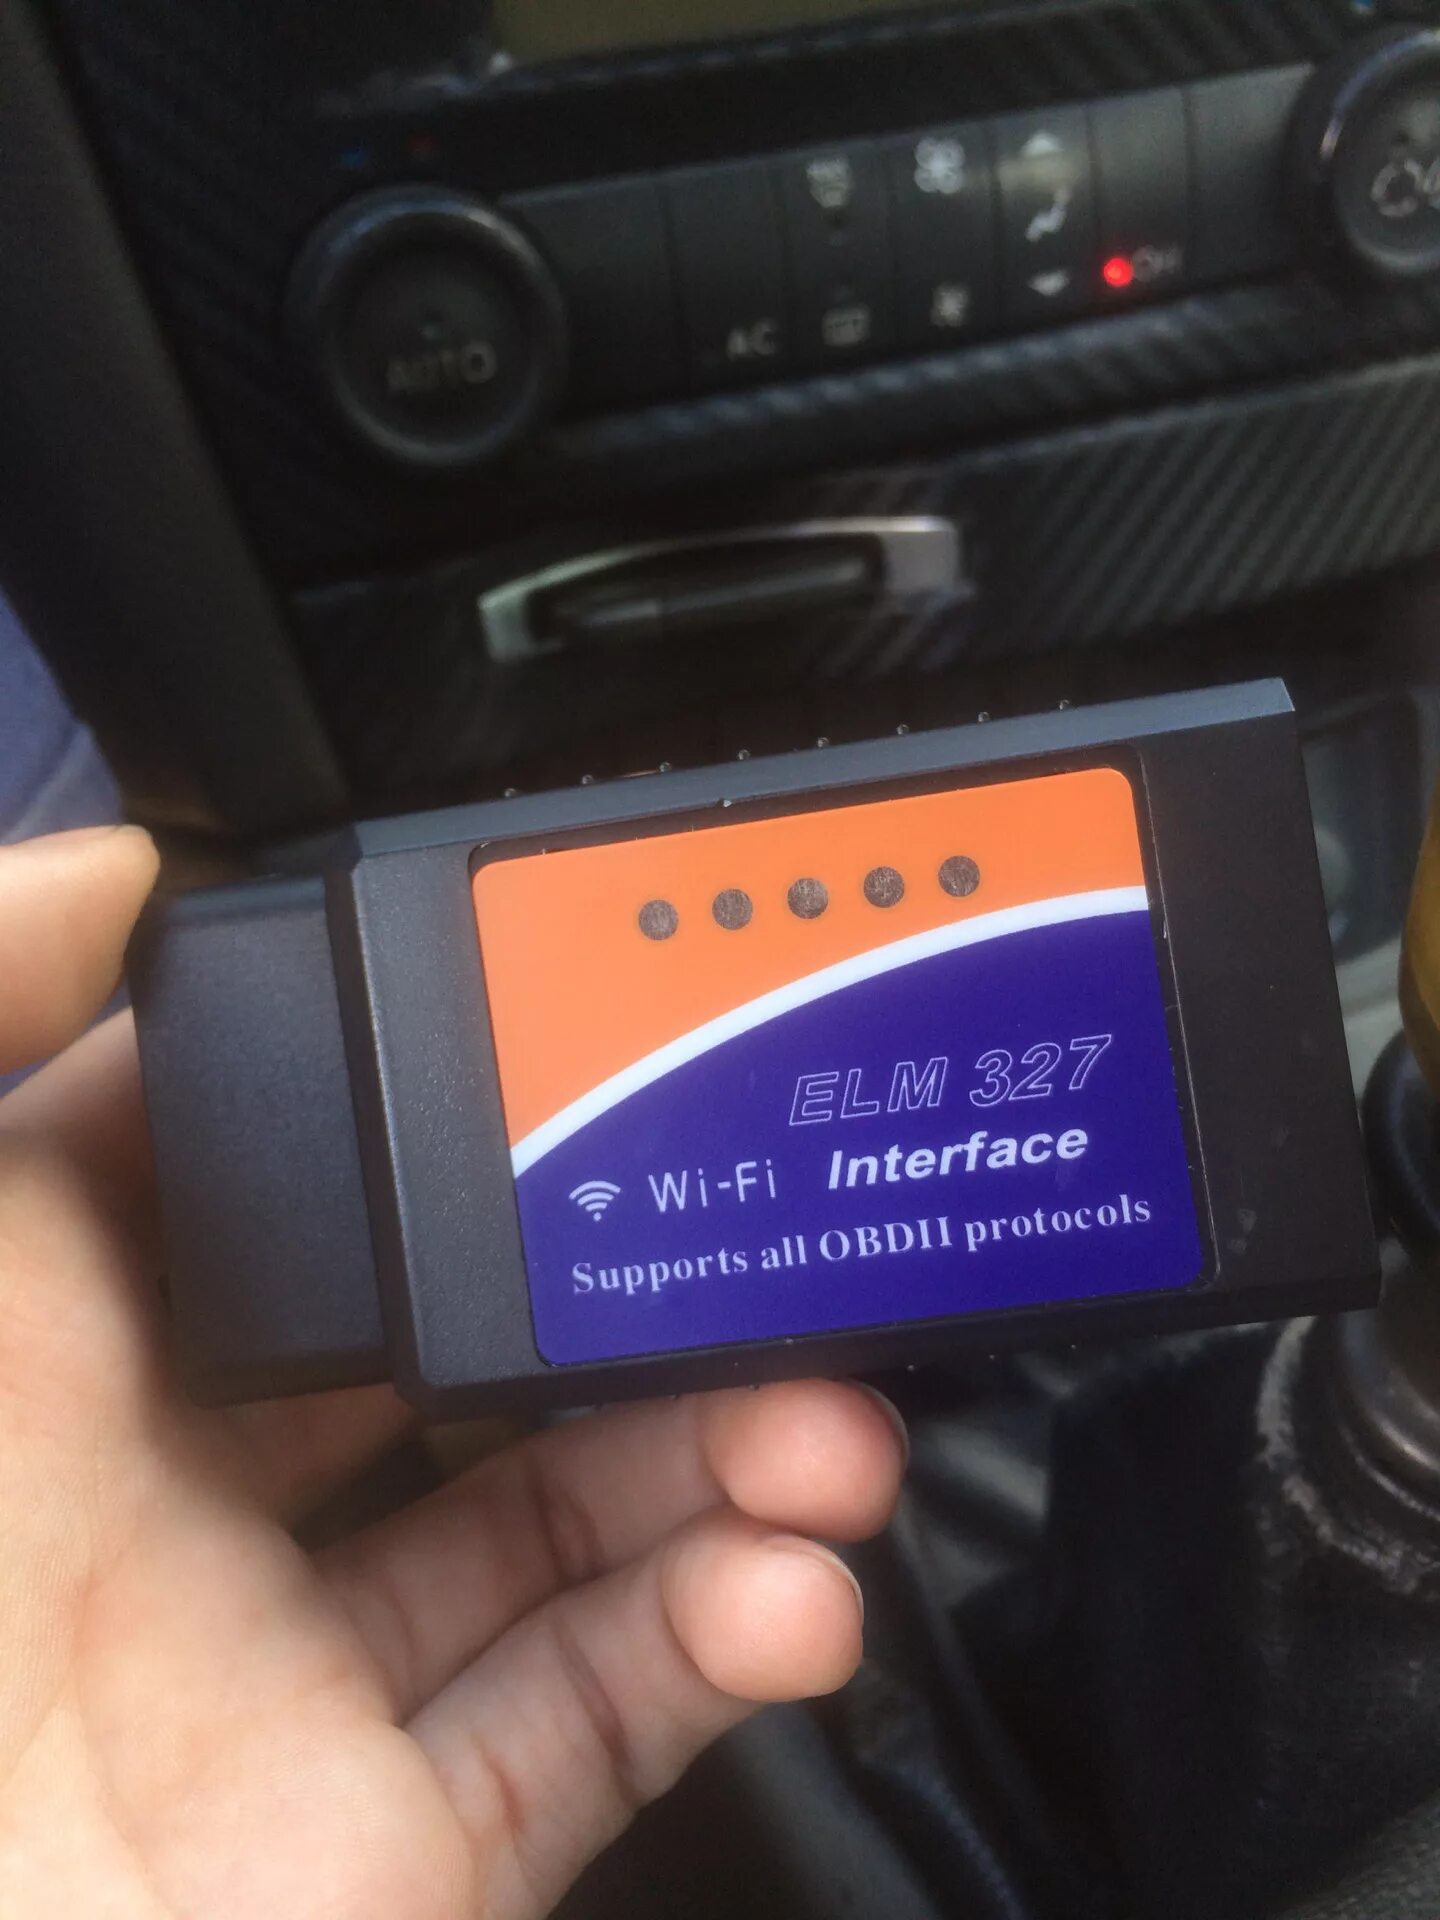 AUTO
AC
ELM 327
Wi-Fi Interface
Supports all OBDII protocols